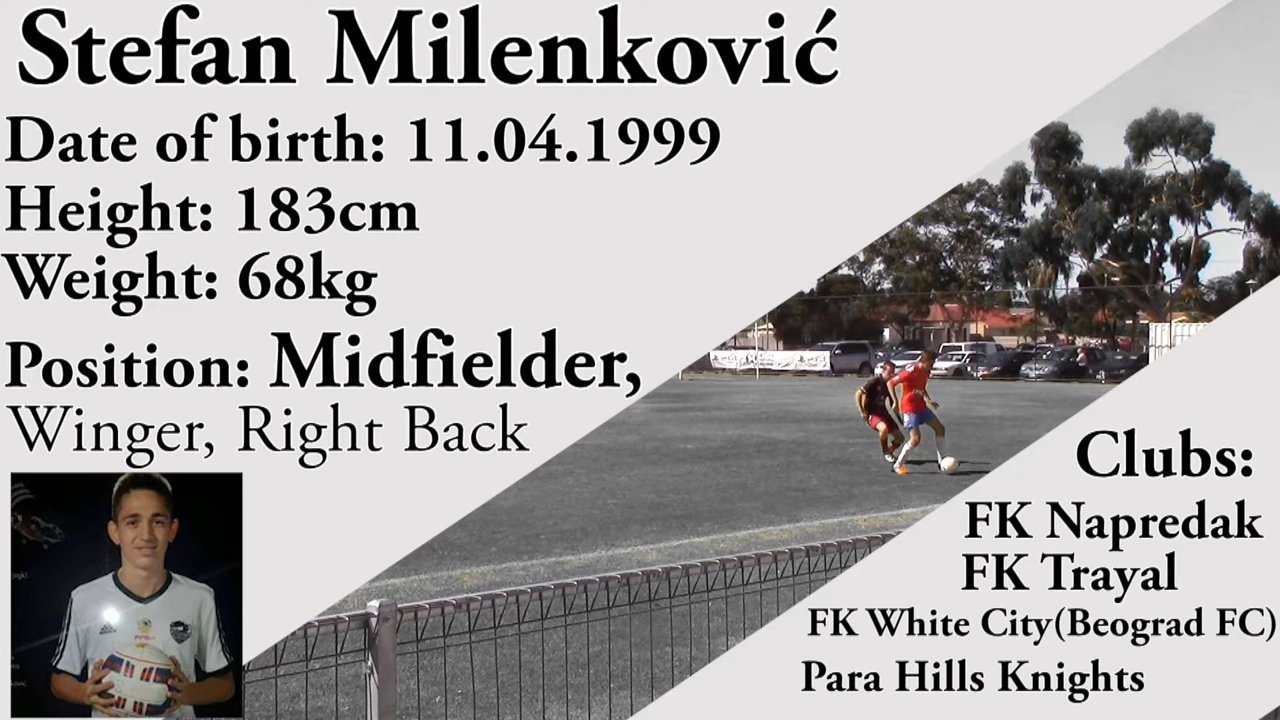 Stefan Milenković
Date of birth: 11.04.1999
Height: 183cm
Weight: 68kg
Position: Midfielder,
Winger, Right Back
Clubs:
FK Napredak
FK Trayal
FK White City(Beograd FC)
Para Hills Knights